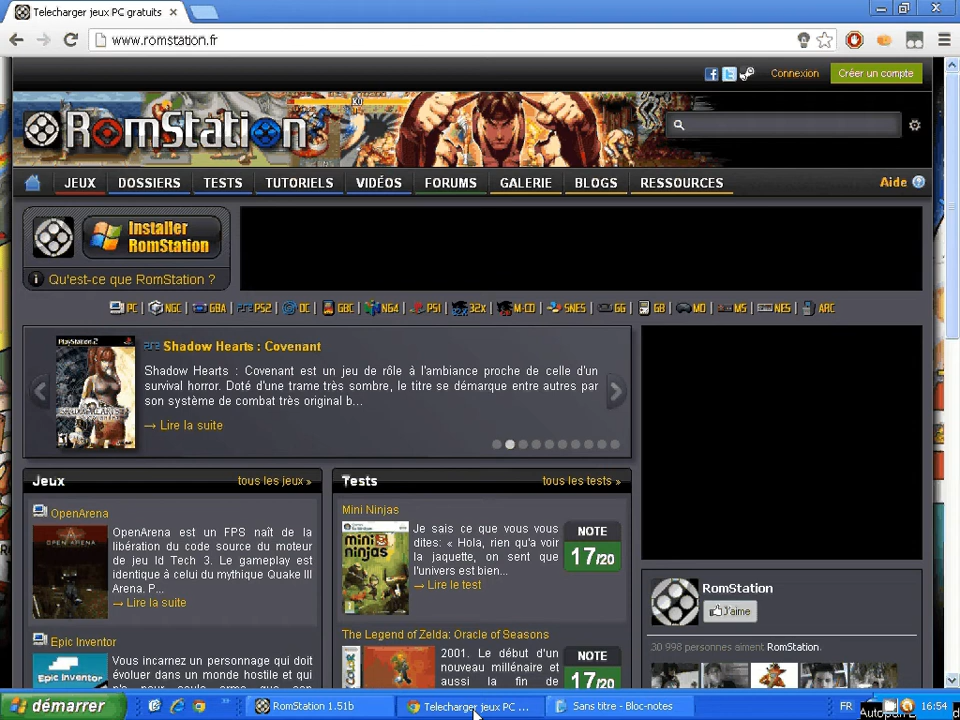 Telecharger jeux PC gratuits
www.romstation.fr
Connexion
Créer un compte
RomStation
KO
JEUX DOSSIERS TESTS TUTORIELS VIDÉOS FORUMS GALERIE BLOGS RESSOURCES
Aide
Installer
RomStation
Qu'est-ce que RomStation ?
PC | NGC | GBA | PS2 | DC | GBC | N64 | PS1 | 32X | M-CD | SNES | GG | GB | MD | MS | NES | ARC
PlayStation 2
PS2 Shadow Hearts : Covenant
Shadow Hearts : Covenant est un jeu de rôle à l'ambiance proche de celle d'un
survival horror. Doté d'une trame très sombre, le titre se démarque entre autres par
son système de combat très original b...
→ Lire la suite
Jeux
tous les jeux »
OpenArena
OPEN ARENA
OpenArena est un FPS naît de la
libération du code source du moteur
de jeu Id Tech 3. Le gameplay est
identique à celui du mythique Quake III
Arena. P...
→ Lire la suite
Epic Inventor
Epic Inventor
Vous incarnez un personnage qui doit
évoluer dans un monde hostile et qui
Tests
tous les tests »
Mini Ninjas
mini ninjas
Je sais ce que vous vous
dites: « Hola, rien qu'a voir
la jaquette, on sent que
l'univers est bien...
→ Lire le test
NOTE
17/20
The Legend of Zelda: Oracle of Seasons
2001. Le début d'un
nouveau millénaire et
aussi la fin de
NOTE
17/20
RomStation
J'aime
30 998 personnes aiment RomStation.
démarrer
RomStation 1.51b
Telecharger jeux PC ...
Sans titre - Bloc-notes
FR
16:54